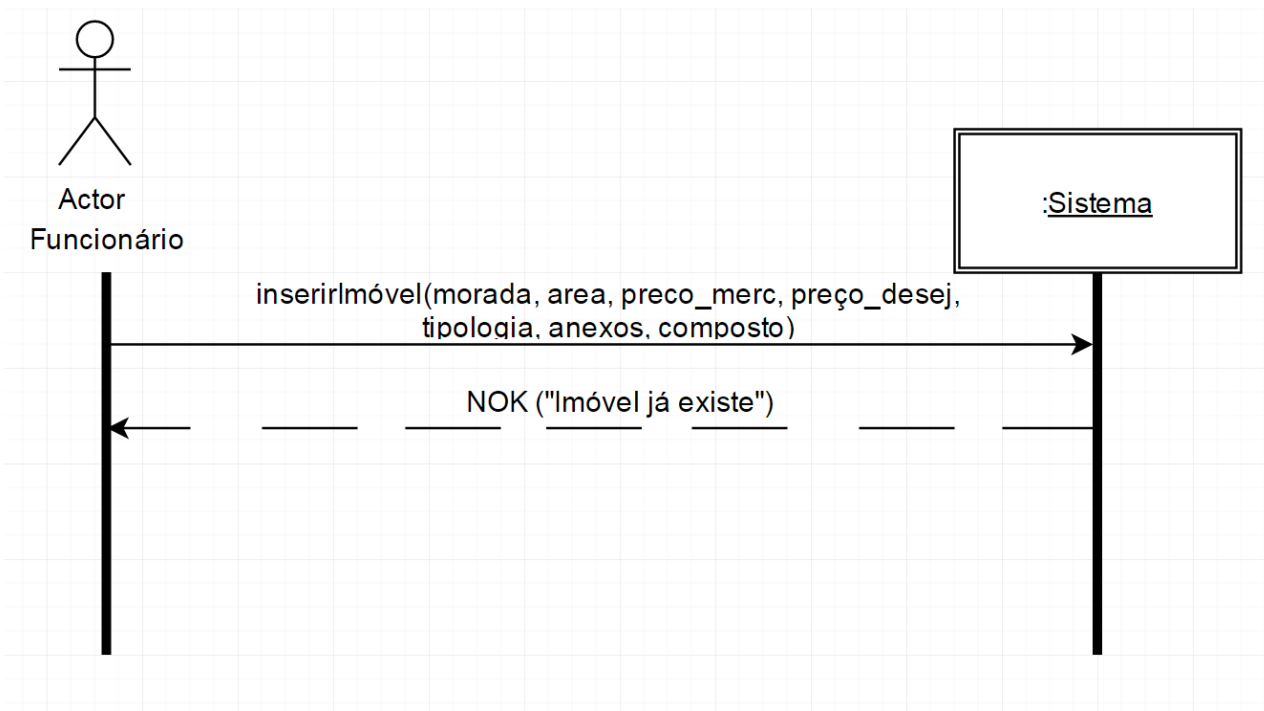 Actor
Funcionário
:Sistema
inserirImóvel(morada, area, preco_merc, preço_desej,
tipologia, anexos, composto)
NOK ("Imóvel já existe")